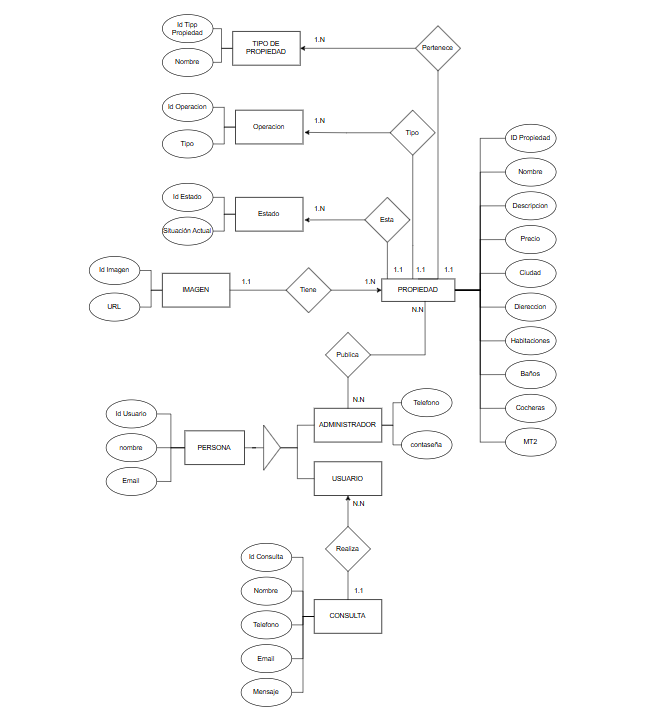 Id Tipp
Propiedad
Nombre
TIPO DE
PROPIEDAD
1.N
Pertenece
Id Operacion
Tipo
Operacion
1.N
Tipo
Id Estado
Situación Actual
Estado
1.N
Esta
1.1
1.1
1.1
Id Imagen
URL
IMAGEN
1.1
Tiene
1.N
PROPIEDAD
N.N
ID Propiedad
Nombre
Descripcion
Precio
Ciudad
Diereccion
Habitaciones
Baños
Cocheras
MT2
Publica
N.N
ADMINISTRADOR
Telefono
contaseña
Id Usuario
nombre
Email
PERSONA
USUARIO
N.N
Realiza
1.1
CONSULTA
Id Consulta
Nombre
Telefono
Email
Mensaje